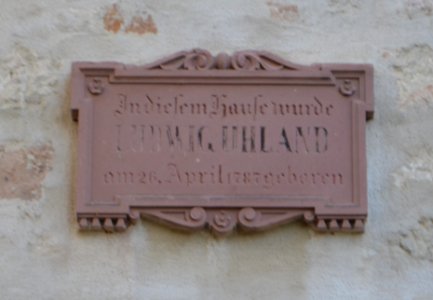 In diesem Hause wurde
LUDWIG UHLAND
am 26. April 1787 geboren